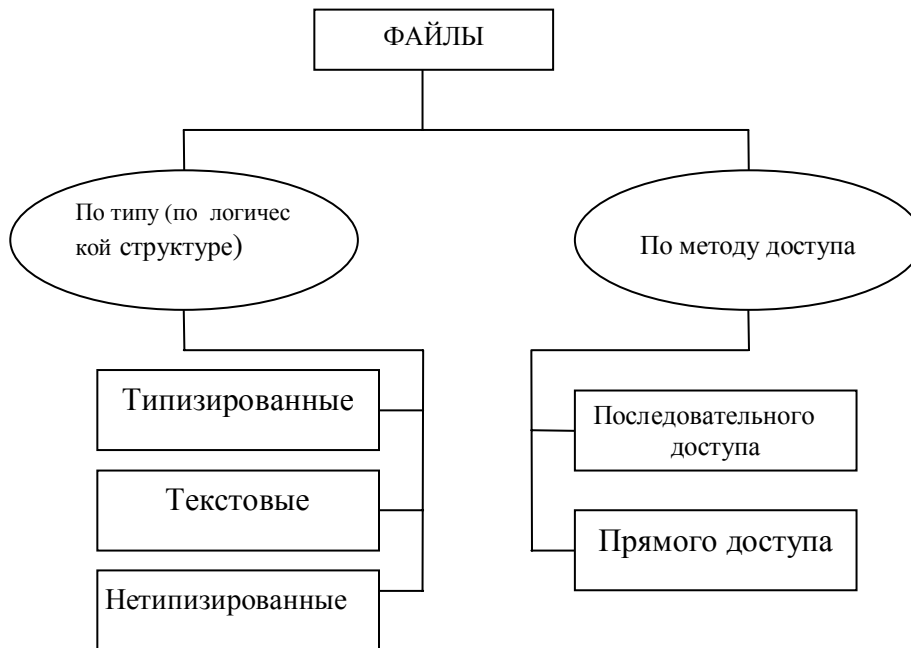 ФАЙЛЫ
По типу (по логичес
кой структуре)
По методу доступа
Типизированные
Текстовые
Нетипизированные
Последовательного
доступа
Прямого доступа